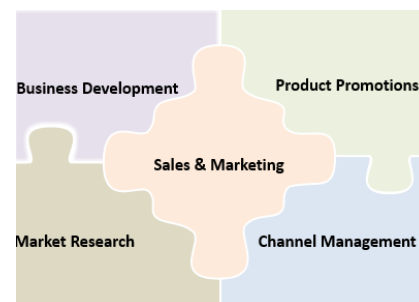 Business Development
Product Promotions
Sales & Marketing
Market Research
Channel Management